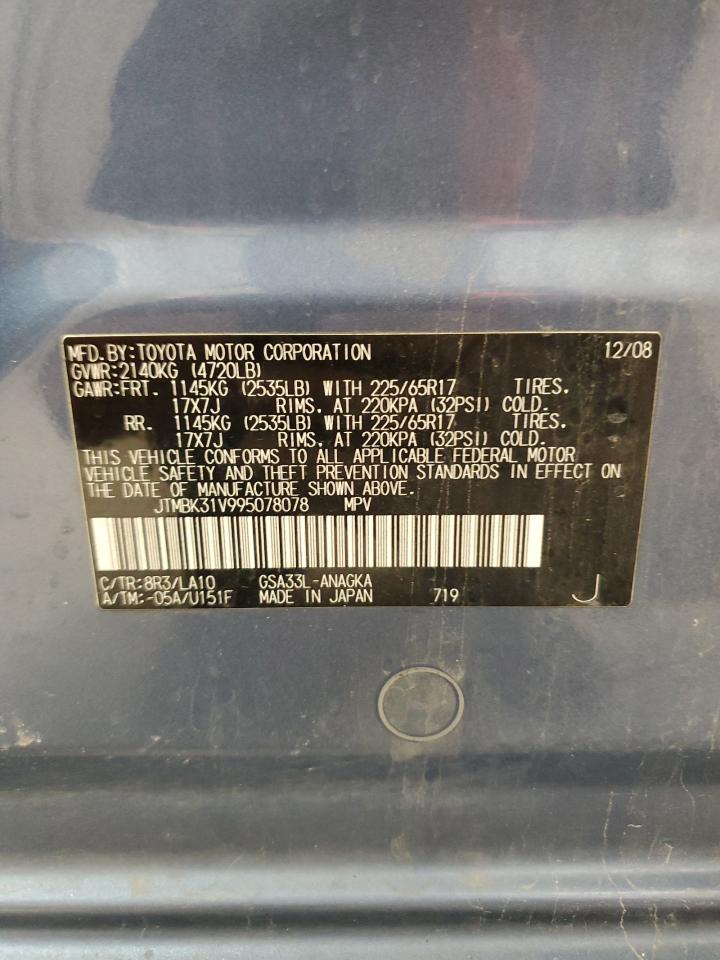 MFD.BY:TOYOTA MOTOR CORPORATION 12/08
GVWR:2140KG (4720LB)
GAWR:FRT. 1145KG (2535LB) WITH 225/65R17 TIRES.
17X7J RIMS. AT 220KPA (32PSI) COLD.
RR. 1145KG (2535LB) WITH 225/65R17 TIRES.
17X7J RIMS. AT 220KPA (32PSI) COLD.
THIS VEHICLE CONFORMS TO ALL APPLICABLE FEDERAL MOTOR
VEHICLE SAFETY AND THEFT PREVENTION STANDARDS IN EFFECT ON
THE DATE OF MANUFACTURE SHOWN ABOVE.
JTMBK31V995078078 MPV
C/TR:8R3/LA10 GSA33L-ANAGKA
A/TM:-05A/U151F MADE IN JAPAN 719 J